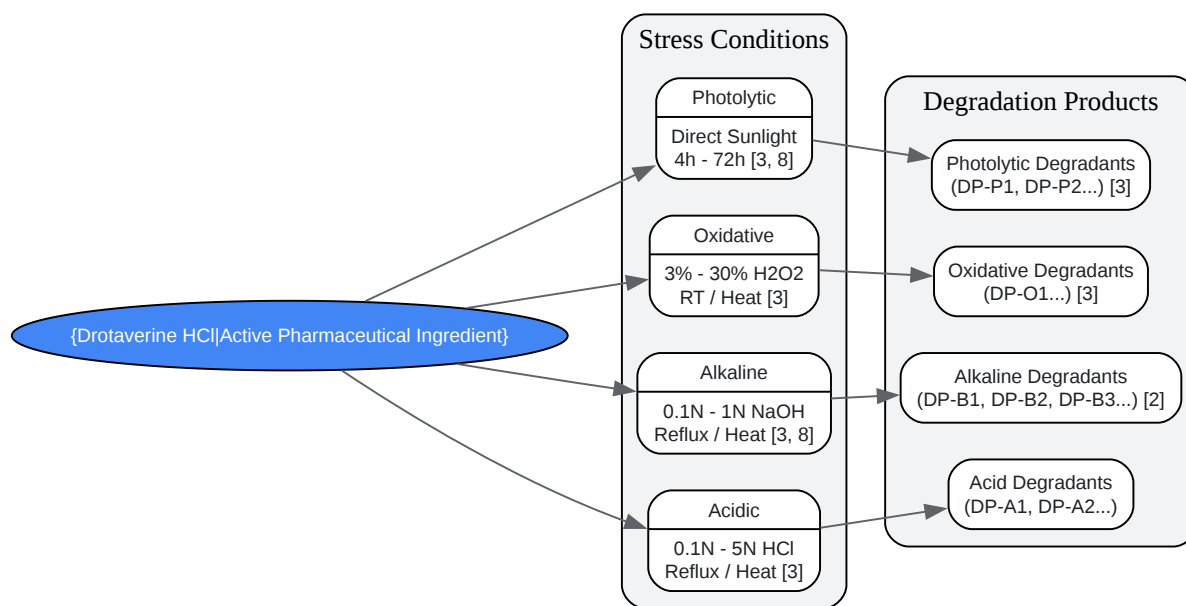 {Drotaverine HCl|Active Pharmaceutical Ingredient}
Stress Conditions
Photolytic
Direct Sunlight
4h - 72h [3, 8]
Oxidative
3% - 30% H2O2
RT / Heat [3]
Alkaline
0.1N - 1N NaOH
Reflux / Heat [3, 8]
Acidic
0.1N - 5N HCl
Reflux / Heat [3]
Degradation Products
Photolytic Degradants
(DP-P1, DP-P2...) [3]
Oxidative Degradants
(DP-O1...) [3]
Alkaline Degradants
(DP-B1, DP-B2, DP-B3...) [2]
Acid Degradants
(DP-A1, DP-A2...)